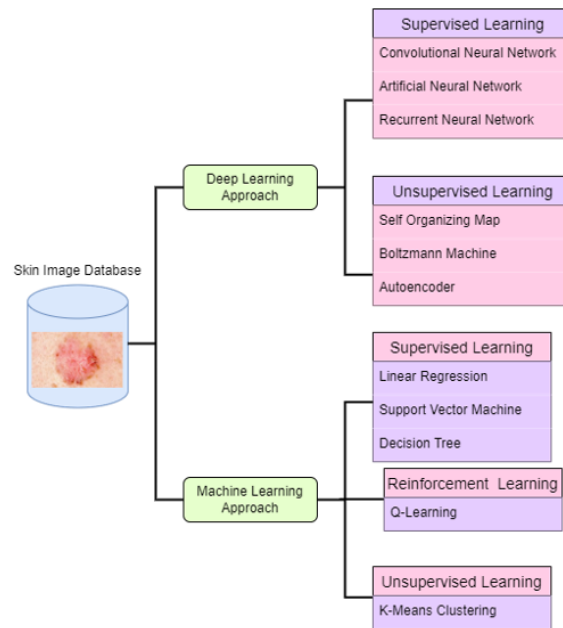 Supervised Learning
Convolutional Neural Network
Artificial Neural Network
Recurrent Neural Network
Deep Learning
Approach
Unsupervised Learning
Self Organizing Map
Boltzmann Machine
Autoencoder
Skin Image Database
Supervised Learning
Linear Regression
Support Vector Machine
Decision Tree
Machine Learning
Approach
Reinforcement Learning
Q-Learning
Unsupervised Learning
K-Means Clustering